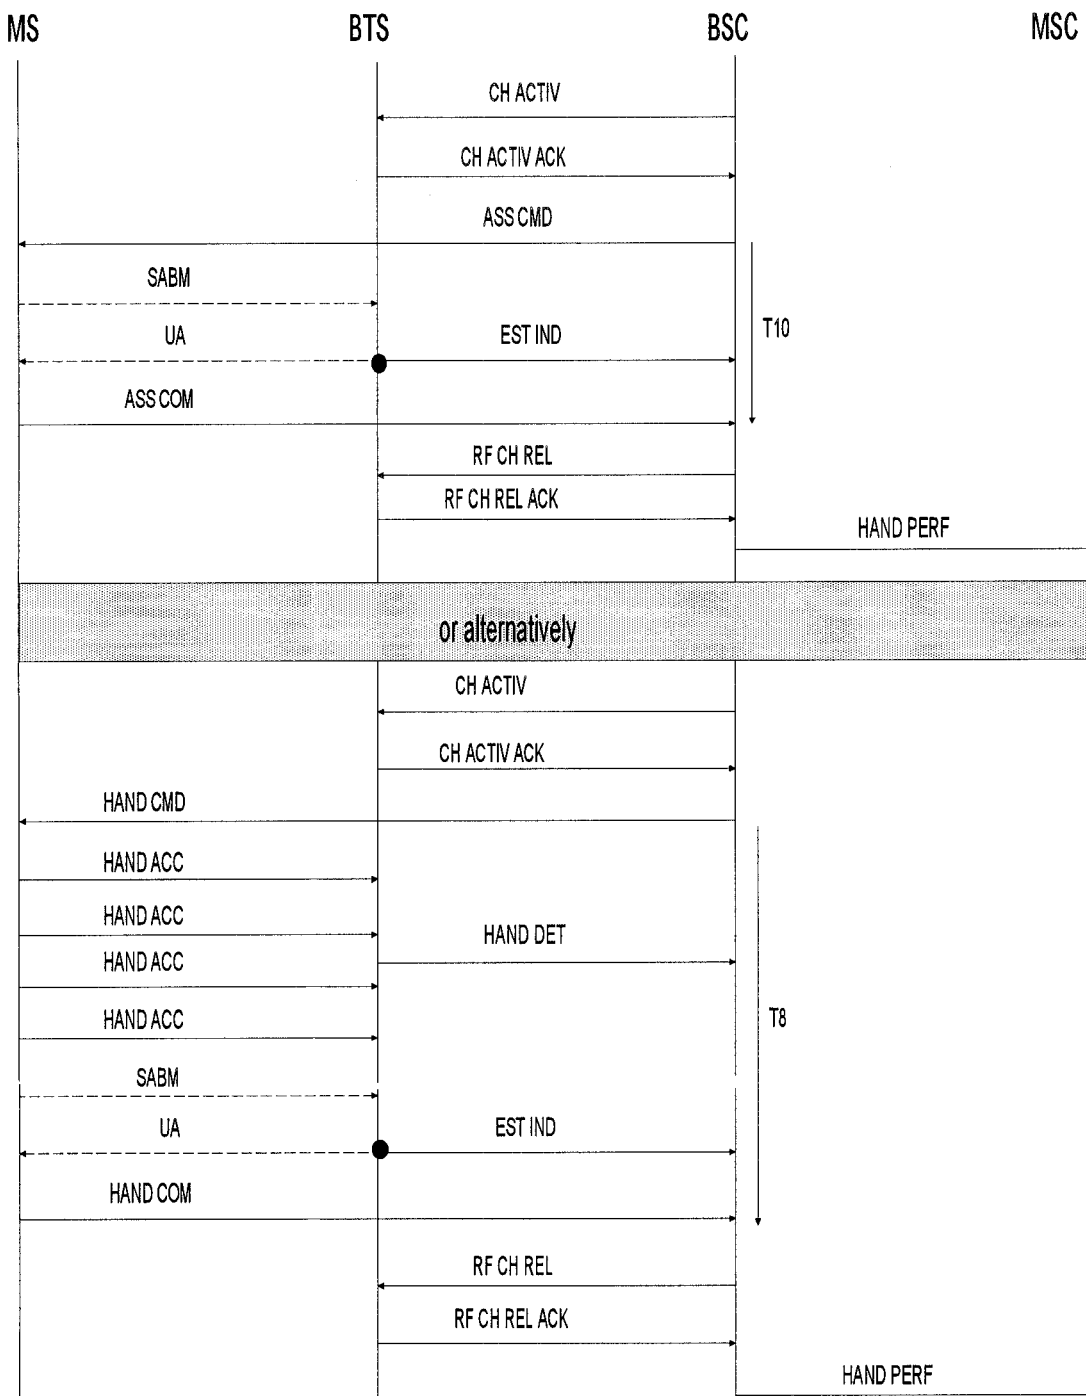 MS BTS BSC MSC
CH ACTIV
CH ACTIV ACK
ASS CMD
SABM
T10
UA EST IND
ASS COM
RF CH REL
RF CH REL ACK
HAND PERF
or alternatively
CH ACTIV
CH ACTIV ACK
HAND CMD
HAND ACC
HAND ACC
HAND DET
HAND ACC
HAND ACC
T8
SABM
UA EST IND
HAND COM
RF CH REL
RF CH REL ACK
HAND PERF